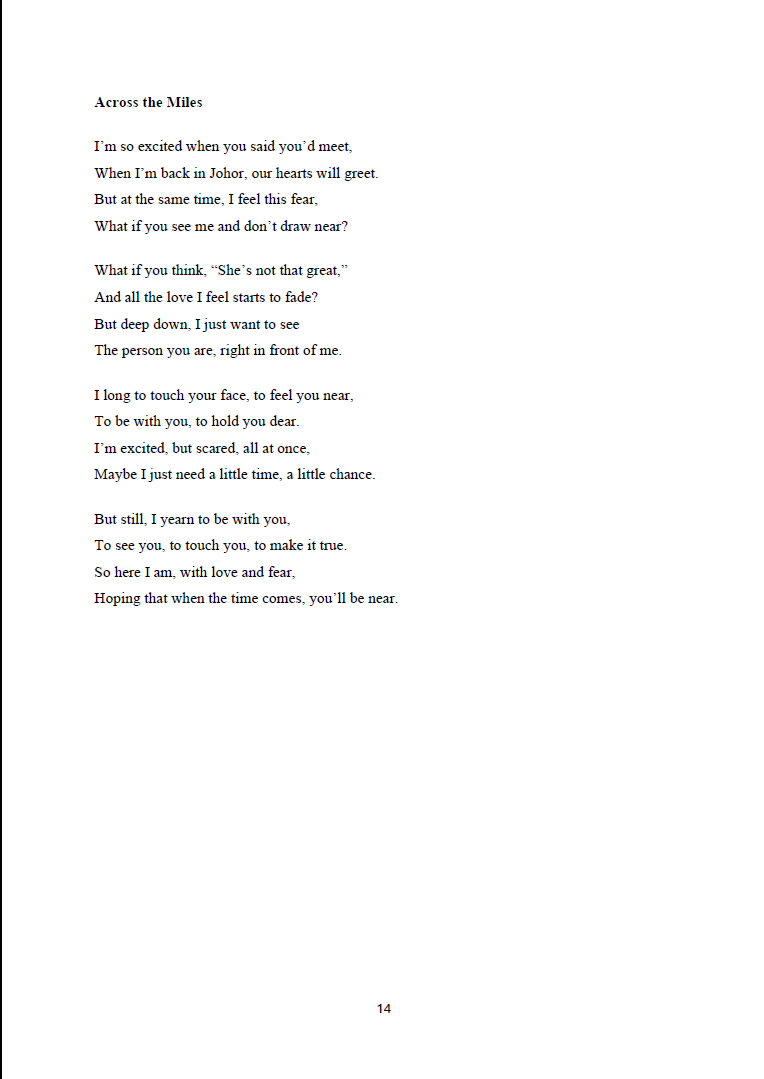 Across the Miles
I’m so excited when you said you’d meet,
When I’m back in Johor, our hearts will greet.
But at the same time, I feel this fear,
What if you see me and don’t draw near?
What if you think, “She’s not that great,”
And all the love I feel starts to fade?
But deep down, I just want to see
The person you are, right in front of me.
I long to touch your face, to feel you near,
To be with you, to hold you dear.
I’m excited, but scared, all at once,
Maybe I just need a little time, a little chance.
But still, I yearn to be with you,
To see you, to touch you, to make it true.
So here I am, with love and fear,
Hoping that when the time comes, you’ll be near.
14